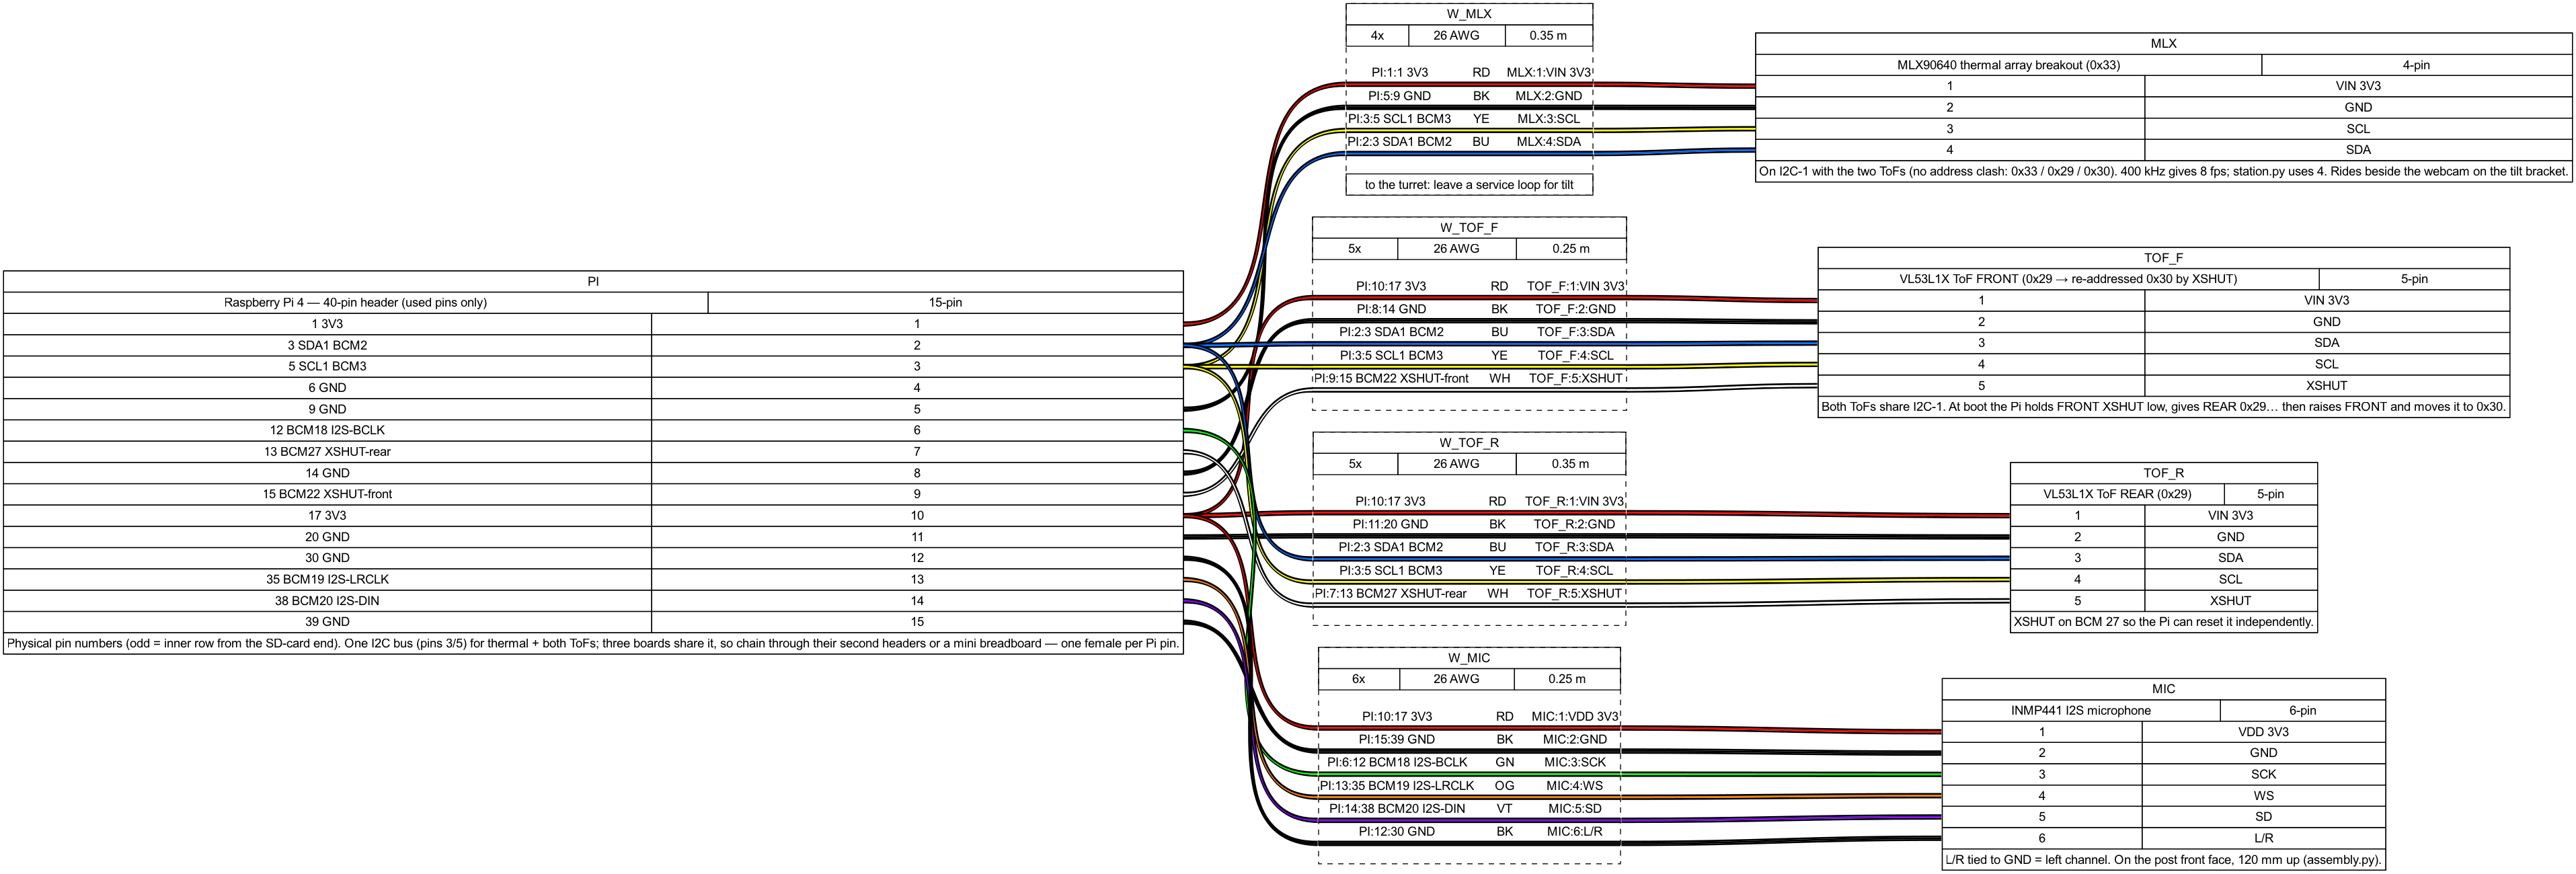 W_MLX
4x 26 AWG 0.35 m
PI:1:1 3V3 RD MLX:1:VIN 3V3
PI:5:9 GND BK MLX:2:GND
PI:3:5 SCL1 BCM3 YE MLX:3:SCL
PI:2:3 SDA1 BCM2 BU MLX:4:SDA
to the turret: leave a service loop for tilt
MLX
MLX90640 thermal array breakout (0x33) 4-pin
1 VIN 3V3
2 GND
3 SCL
4 SDA
On I2C-1 with the two ToFs (no address clash: 0x33 / 0x29 / 0x30). 400 kHz gives 8 fps; station.py uses 4. Rides beside the webcam on the tilt bracket.
PI
Raspberry Pi 4 — 40-pin header (used pins only) 15-pin
1 3V3 1
3 SDA1 BCM2 2
5 SCL1 BCM3 3
6 GND 4
9 GND 5
12 BCM18 I2S-BCLK 6
13 BCM27 XSHUT-rear 7
14 GND 8
15 BCM22 XSHUT-front 9
17 3V3 10
20 GND 11
30 GND 12
35 BCM19 I2S-LRCLK 13
38 BCM20 I2S-DIN 14
39 GND 15
Physical pin numbers (odd = inner row from the SD-card end). One I2C bus (pins 3/5) for thermal + both ToFs; three boards share it, so chain through their second headers or a mini breadboard — one female per Pi pin.
W_TOF_F
5x 26 AWG 0.25 m
PI:10:17 3V3 RD TOF_F:1:VIN 3V3
PI:8:14 GND BK TOF_F:2:GND
PI:2:3 SDA1 BCM2 BU TOF_F:3:SDA
PI:3:5 SCL1 BCM3 YE TOF_F:4:SCL
PI:9:15 BCM22 XSHUT-front WH TOF_F:5:XSHUT
TOF_F
VL53L1X ToF FRONT (0x29 → re-addressed 0x30 by XSHUT) 5-pin
1 VIN 3V3
2 GND
3 SDA
4 SCL
5 XSHUT
Both ToFs share I2C-1. At boot the Pi holds FRONT XSHUT low, gives REAR 0x29… then raises FRONT and moves it to 0x30.
W_TOF_R
5x 26 AWG 0.35 m
PI:10:17 3V3 RD TOF_R:1:VIN 3V3
PI:11:20 GND BK TOF_R:2:GND
PI:2:3 SDA1 BCM2 BU TOF_R:3:SDA
PI:3:5 SCL1 BCM3 YE TOF_R:4:SCL
PI:7:13 BCM27 XSHUT-rear WH TOF_R:5:XSHUT
TOF_R
VL53L1X ToF REAR (0x29) 5-pin
1 VIN 3V3
2 GND
3 SDA
4 SCL
5 XSHUT
XSHUT on BCM 27 so the Pi can reset it independently.
W_MIC
6x 26 AWG 0.25 m
PI:10:17 3V3 RD MIC:1:VDD 3V3
PI:15:39 GND BK MIC:2:GND
PI:6:12 BCM18 I2S-BCLK GN MIC:3:SCK
PI:13:35 BCM19 I2S-LRCLK OG MIC:4:WS
PI:14:38 BCM20 I2S-DIN VT MIC:5:SD
PI:12:30 GND BK MIC:6:L/R
MIC
INMP441 I2S microphone 6-pin
1 VDD 3V3
2 GND
3 SCK
4 WS
5 SD
6 L/R
L/R tied to GND = left channel. On the post front face, 120 mm up (assembly.py).